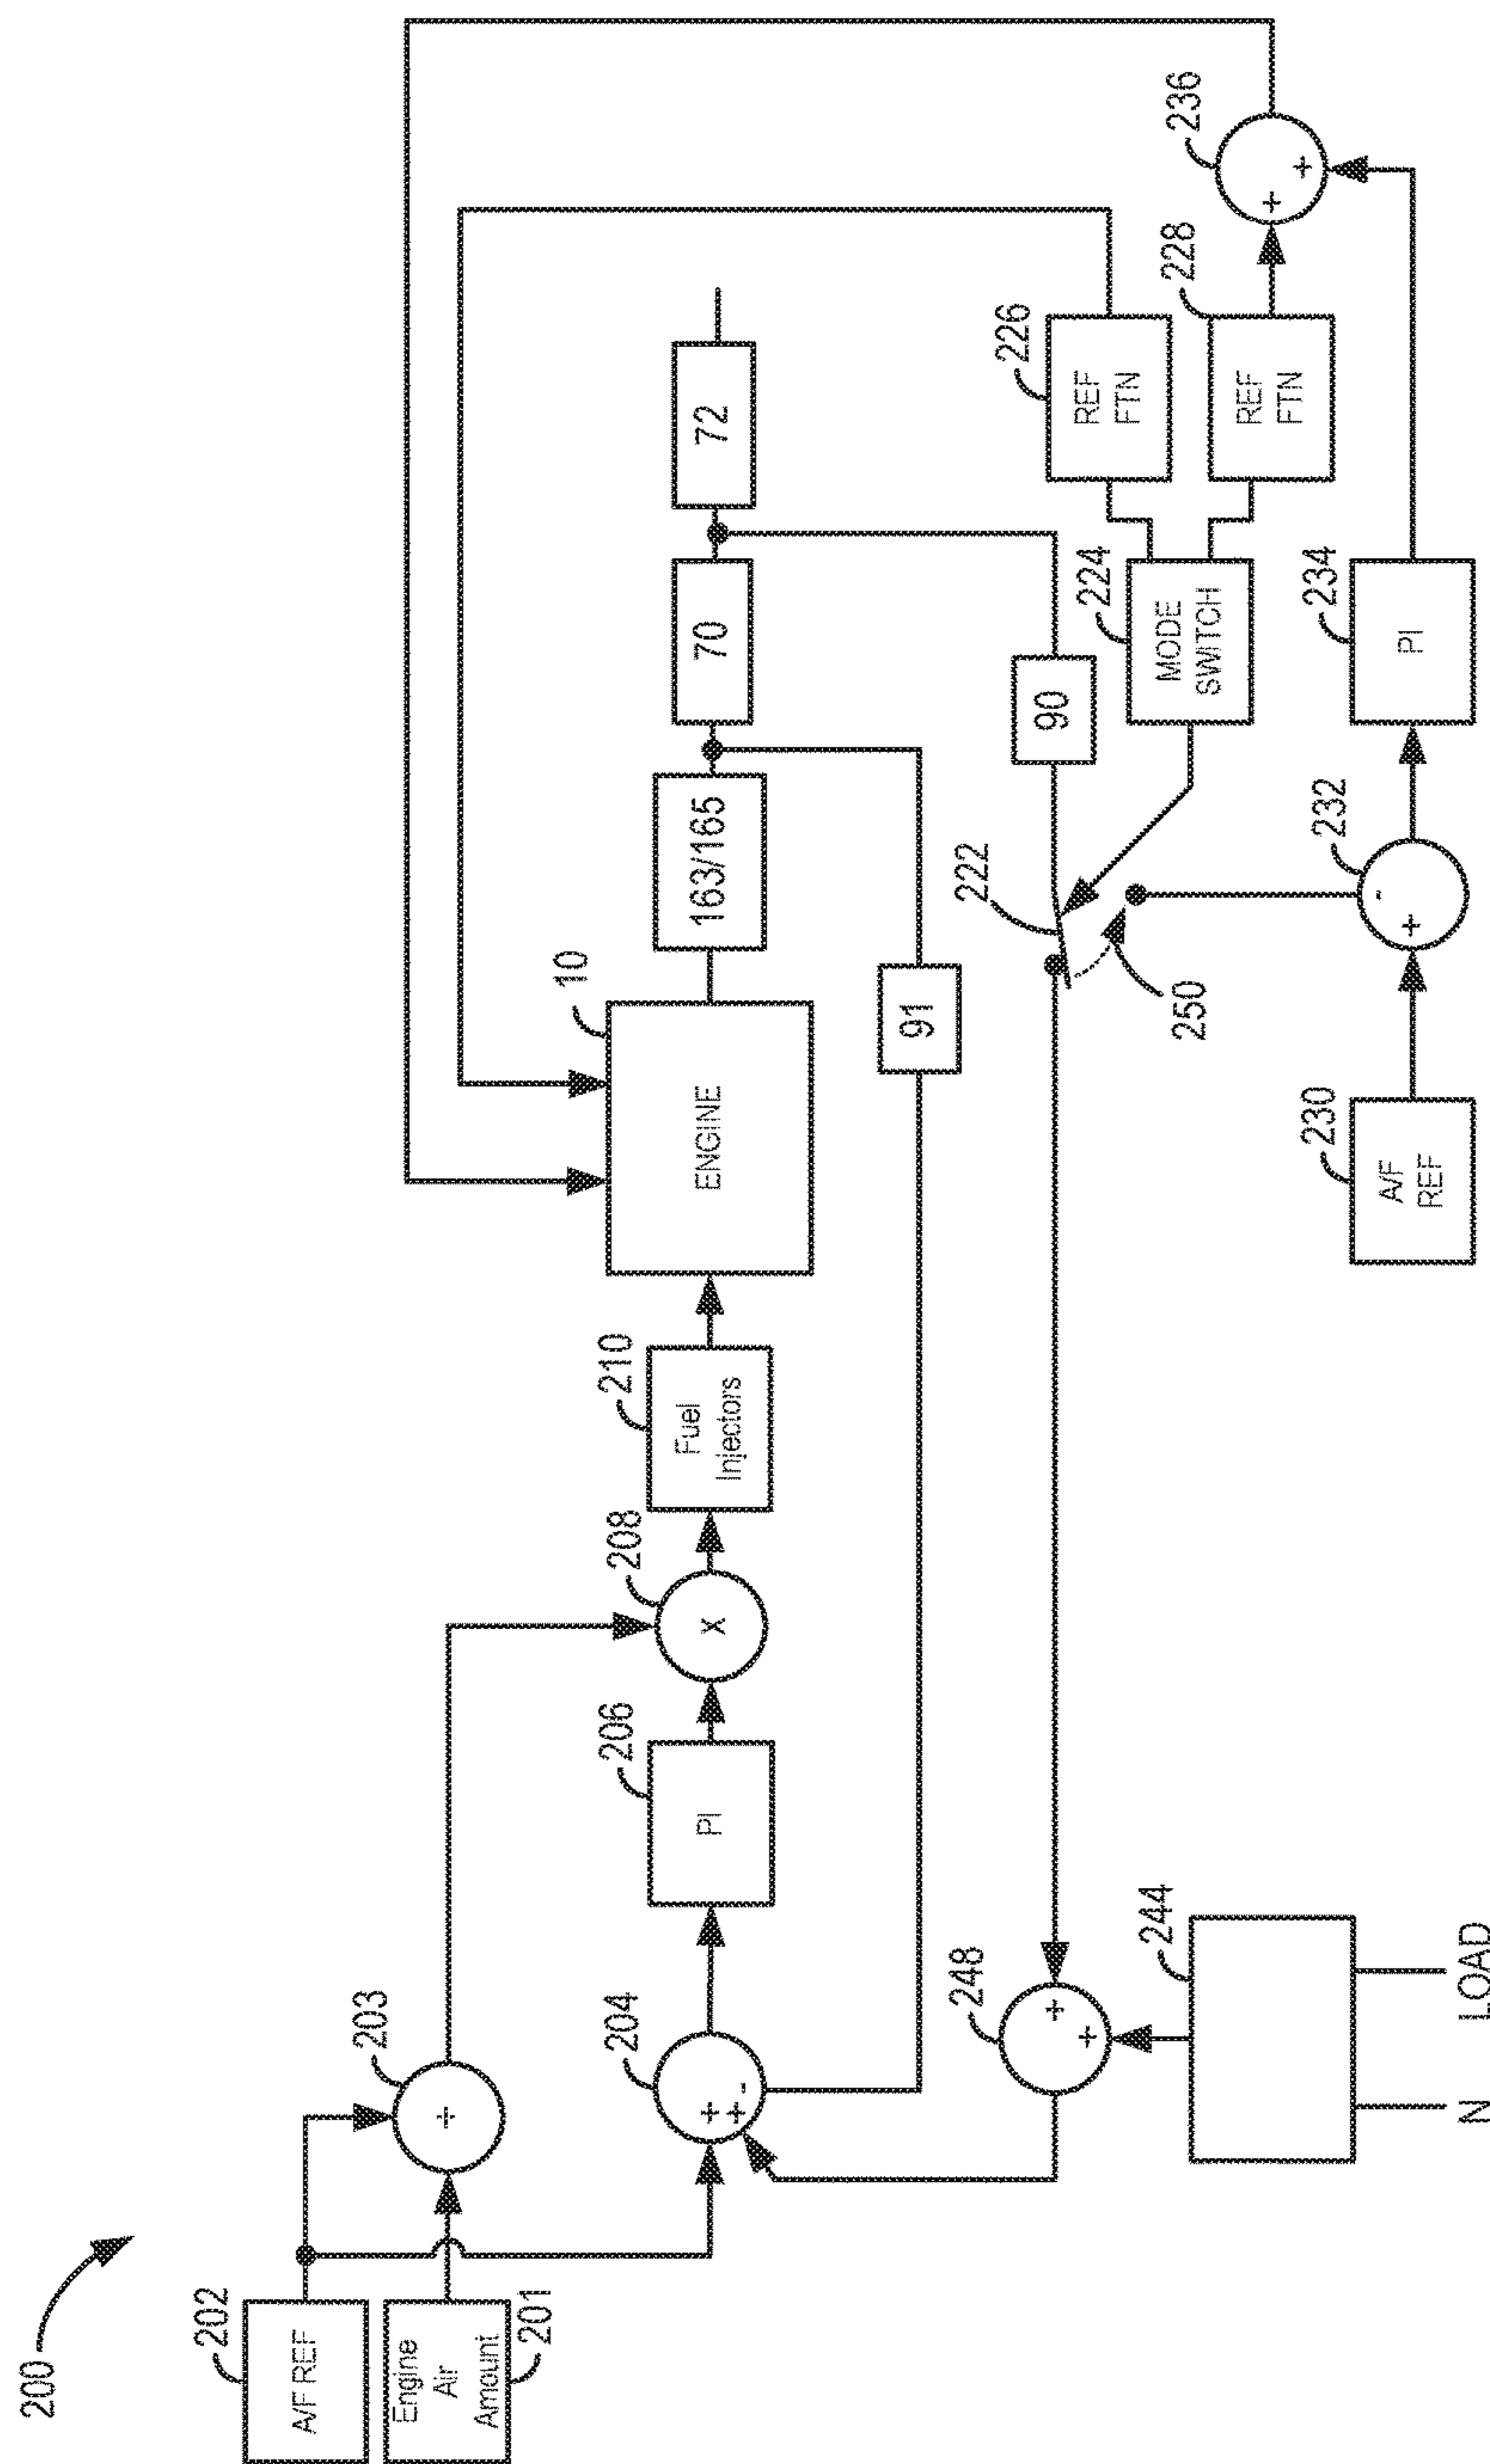 200
202
A/F REF
Engine
Air
Amount
201
203
÷
204
+
+
-
206
PI
208
X
210
Fuel
Injectors
10
ENGINE
163/165
70
72
91
90
222
250
224
MODE
SWITCH
226
REF
FTN
228
REF
FTN
236
+
+
230
A/F
REF
232
+
-
234
PI
248
+
+
244
N
LOAD